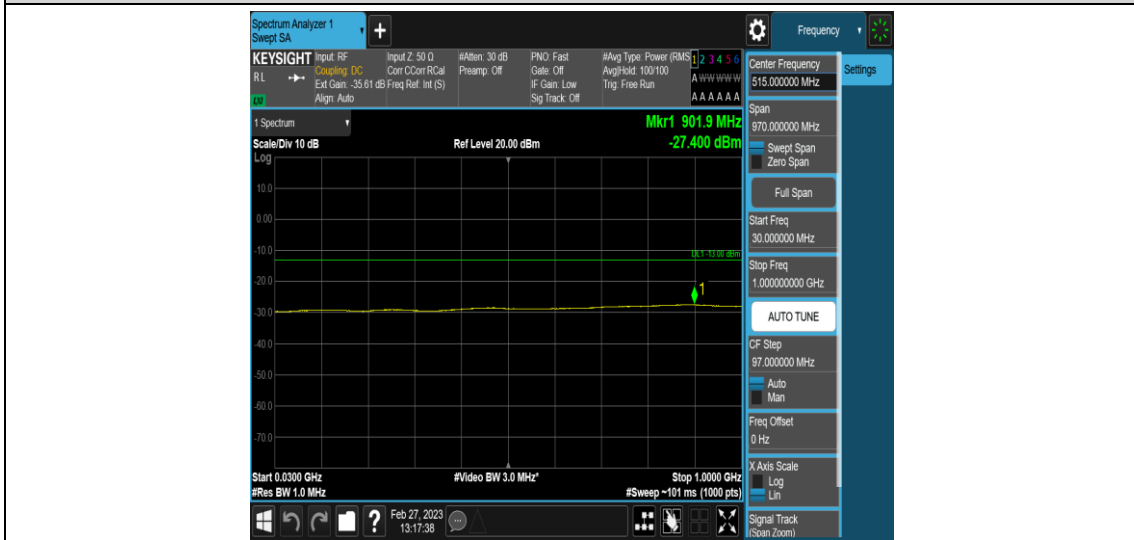 Spectrum Analyzer 1
Swept SA
+
Frequency
KEYSIGHT
RL
LXI
Input: RF
Coupling: DC
Ext Gain: -35.61 dB
Align: Auto
Input Z: 50 Ω
Corr CCorr RCal
Freq Ref: Int (S)
#Atten: 30 dB
Preamp: Off
PNO: Fast
Gate: Off
IF Gain: Low
Sig Track: Off
#Avg Type: Power (RMS
Avg|Hold: 100/100
Trig: Free Run
1 2 3 4 5 6
A W W W W W
A A A A A A
1 Spectrum
Scale/Div 10 dB
Log
Ref Level 20.00 dBm
Mkr1 901.9 MHz
-27.400 dBm
10.0
0.00
-10.0
-20.0
-30.0
-40.0
-50.0
-60.0
-70.0
DL1 -13.00 dBm
1
Start 0.0300 GHz
#Res BW 1.0 MHz
#Video BW 3.0 MHz*
Stop 1.0000 GHz
#Sweep ~101 ms (1000 pts)
?
Feb 27, 2023
13:17:38
Center Frequency
515.000000 MHz
Settings
Span
970.000000 MHz
Swept Span
Zero Span
Full Span
Start Freq
30.000000 MHz
Stop Freq
1.000000000 GHz
AUTO TUNE
CF Step
97.000000 MHz
Auto
Man
Freq Offset
0 Hz
X Axis Scale
Log
Lin
Signal Track
(Span Zoom)